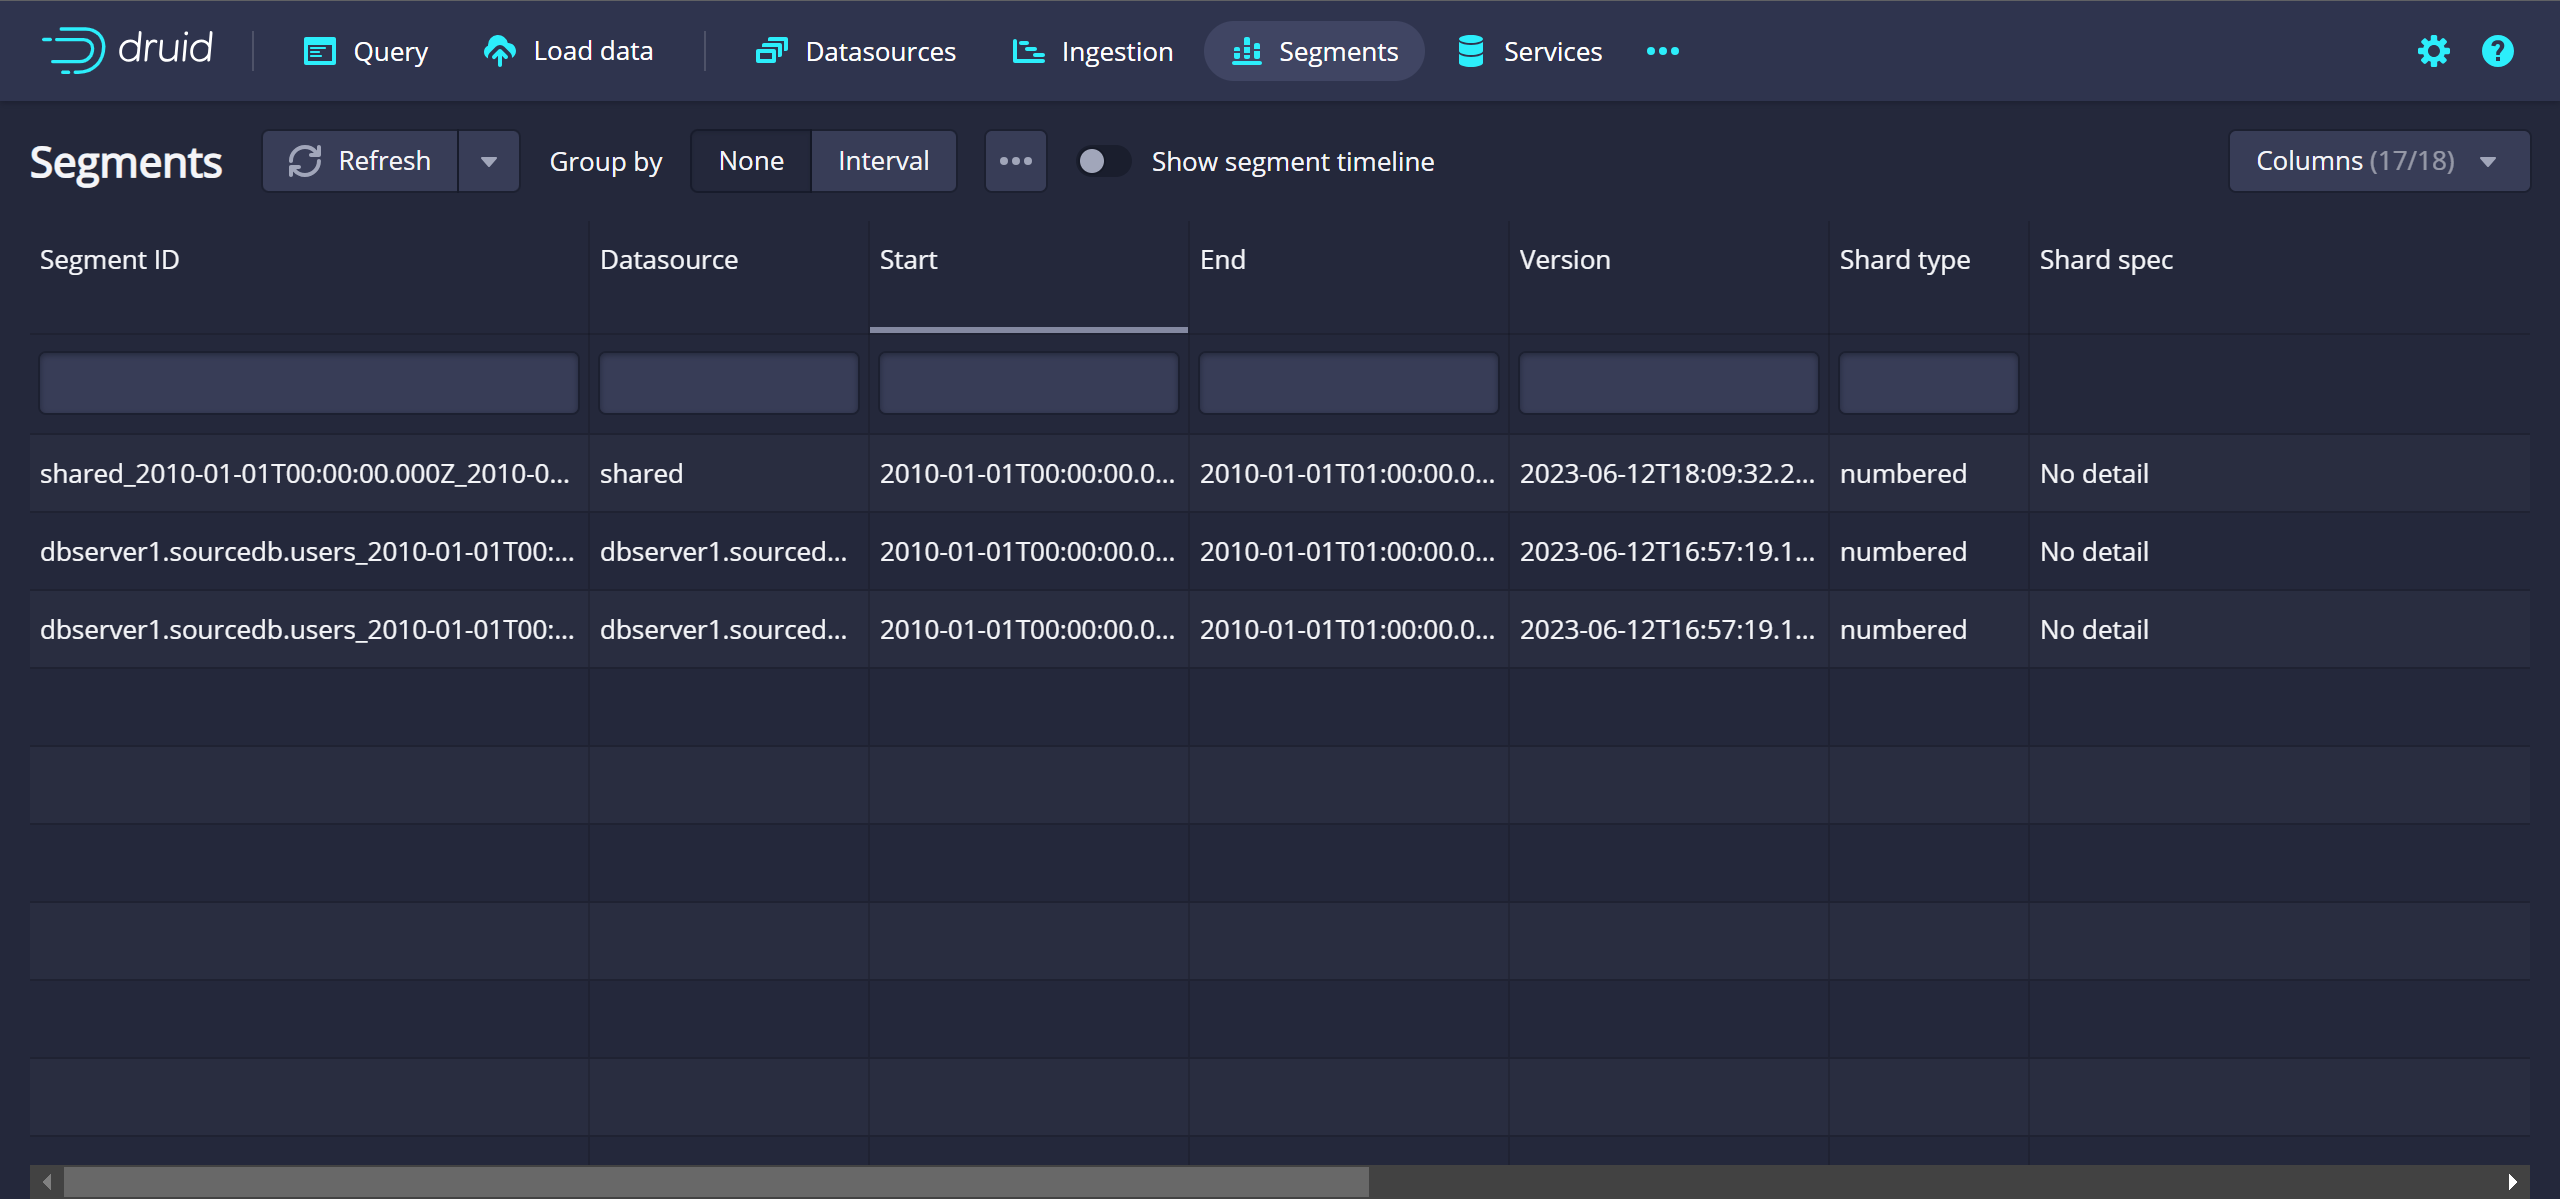 druid Query Load data Datasources Ingestion Segments Services
Segments Refresh Group by None Interval Show segment timeline Columns (17/18)
Segment ID Datasource Start End Version Shard type Shard spec
shared_2010-01-01T00:00:00.000Z_2010-0... shared 2010-01-01T00:00:00.0... 2010-01-01T01:00:00.0... 2023-06-12T18:09:32.2... numbered No detail
dbserver1.sourcedb.users_2010-01-01T00:... dbserver1.sourced... 2010-01-01T00:00:00.0... 2010-01-01T01:00:00.0... 2023-06-12T16:57:19.1... numbered No detail
dbserver1.sourcedb.users_2010-01-01T00:... dbserver1.sourced... 2010-01-01T00:00:00.0... 2010-01-01T01:00:00.0... 2023-06-12T16:57:19.1... numbered No detail